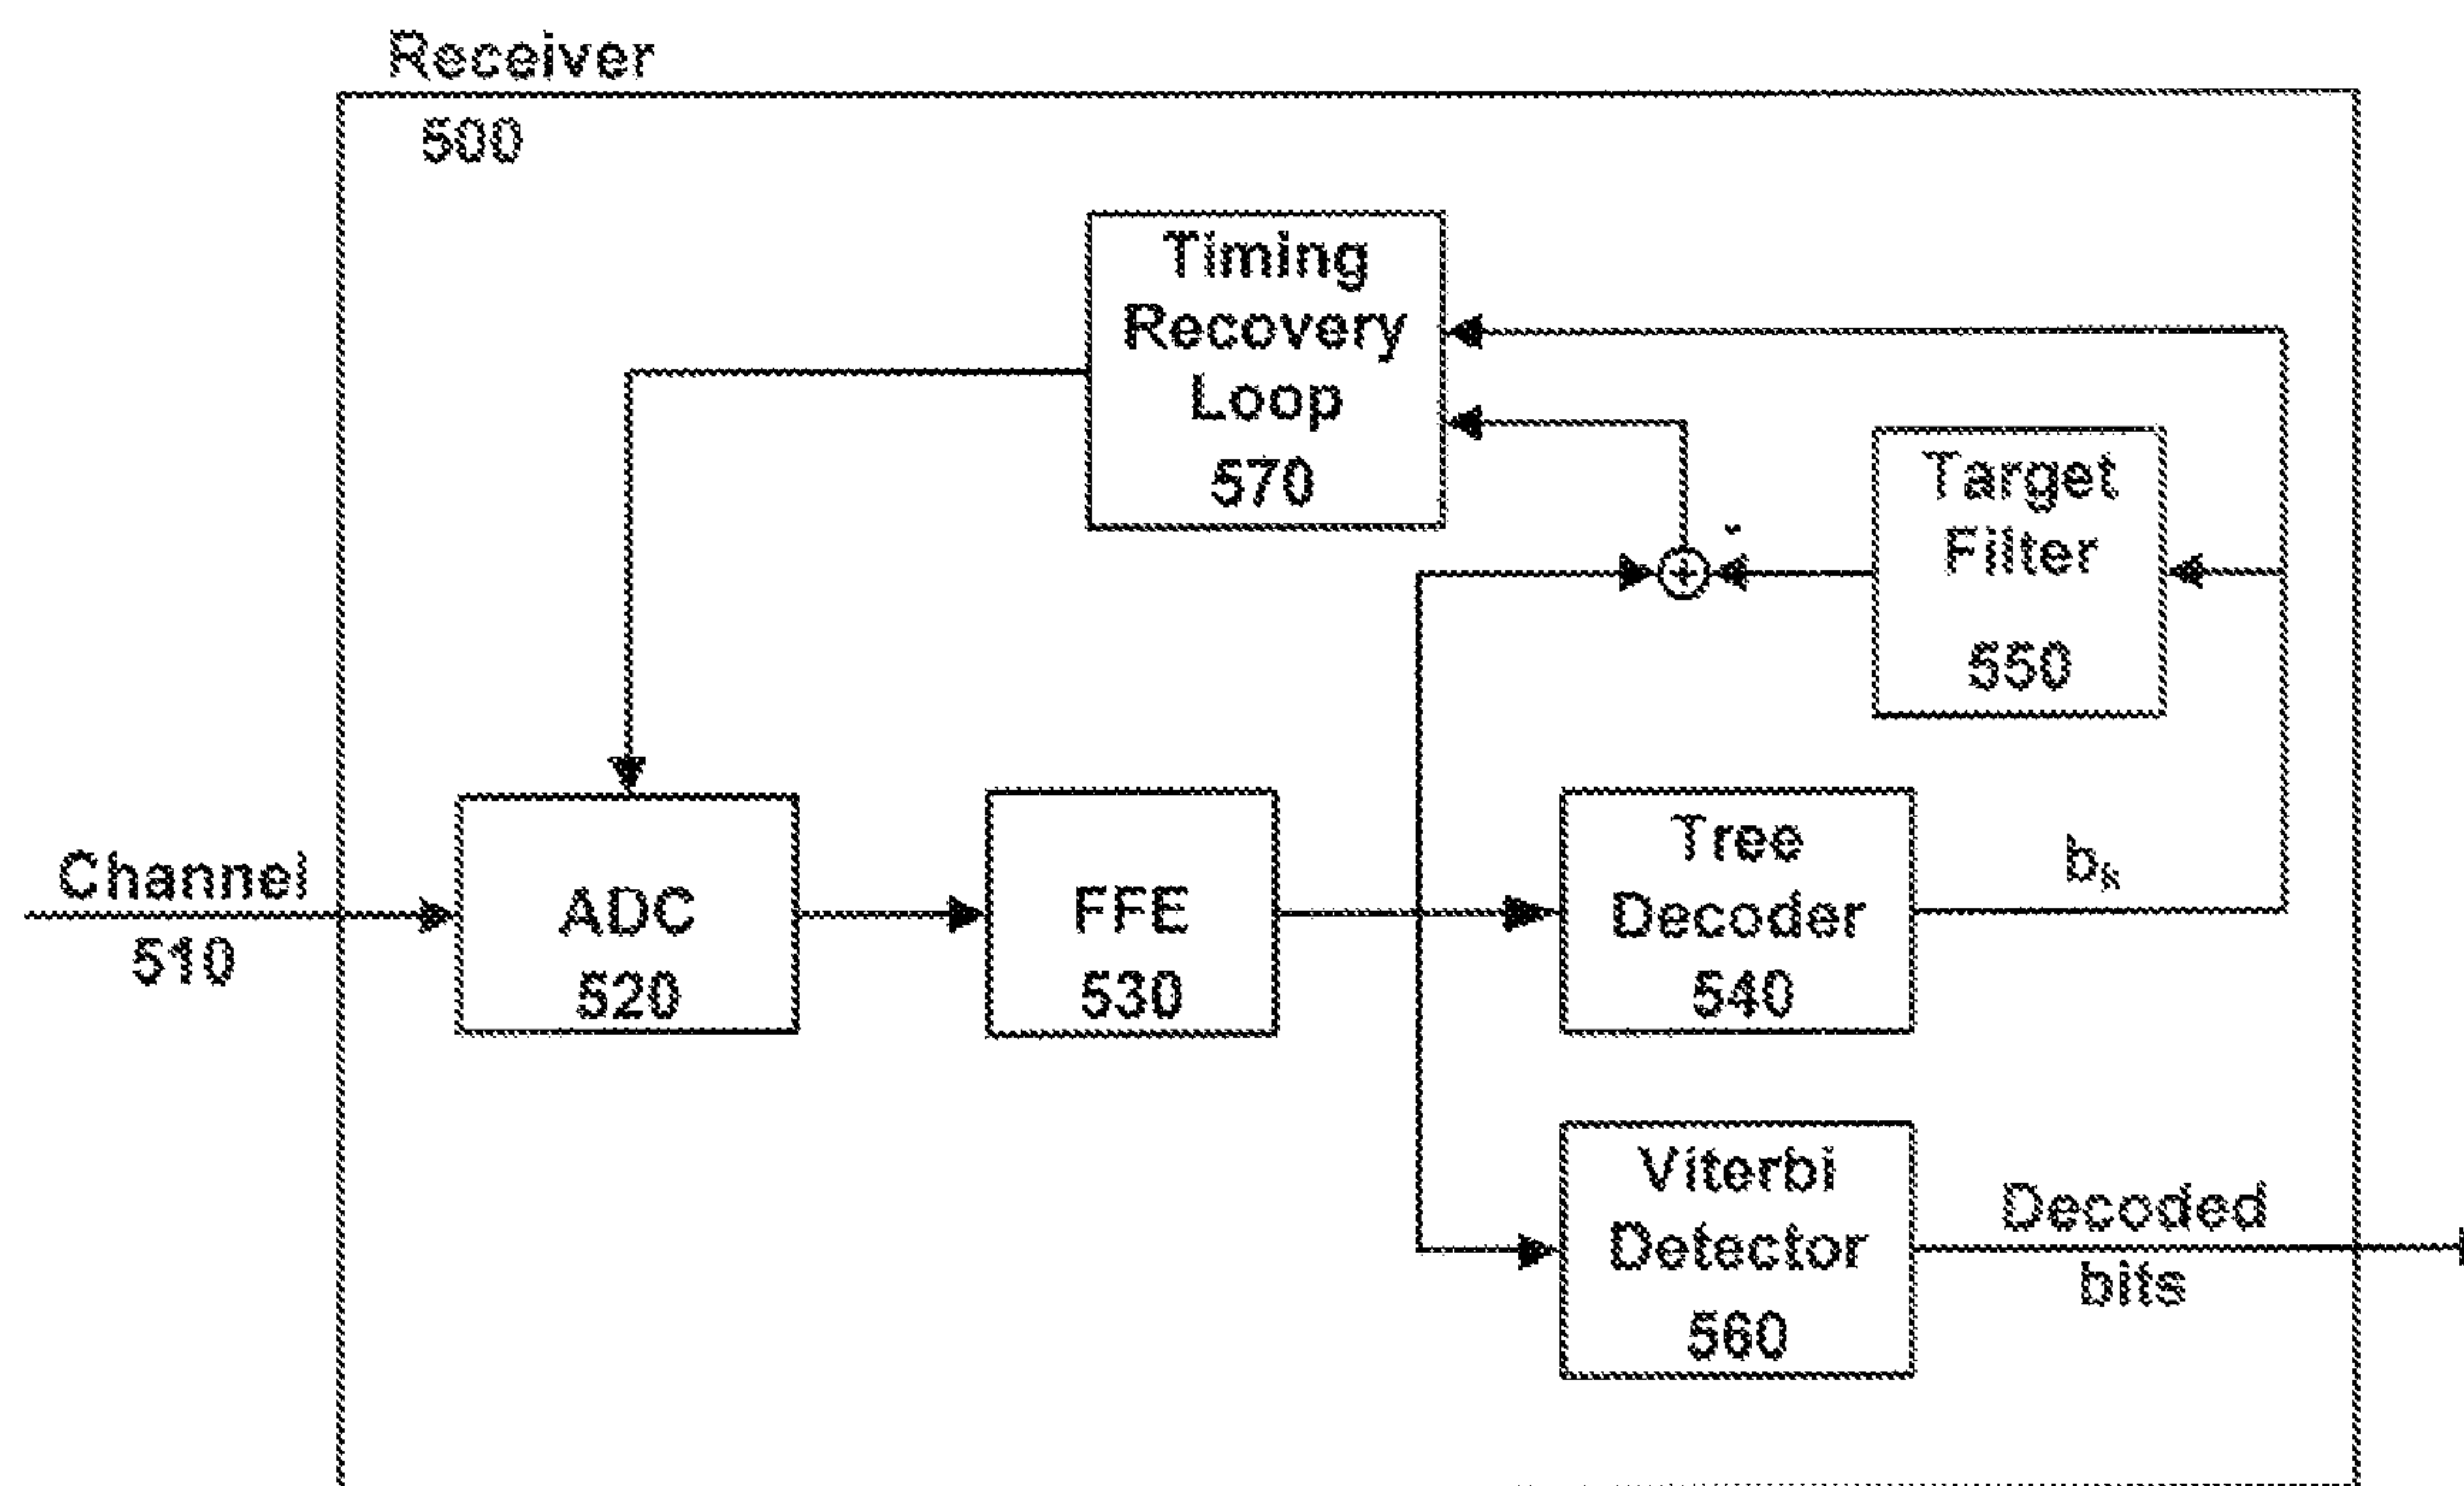 Receiver
500
Timing
Recovery
Loop
570
Target
Filter
550
Channel
510
ADC
520
FFE
530
Tree
Decoder
540
Viterbi
Detector
560
Decoded
bits